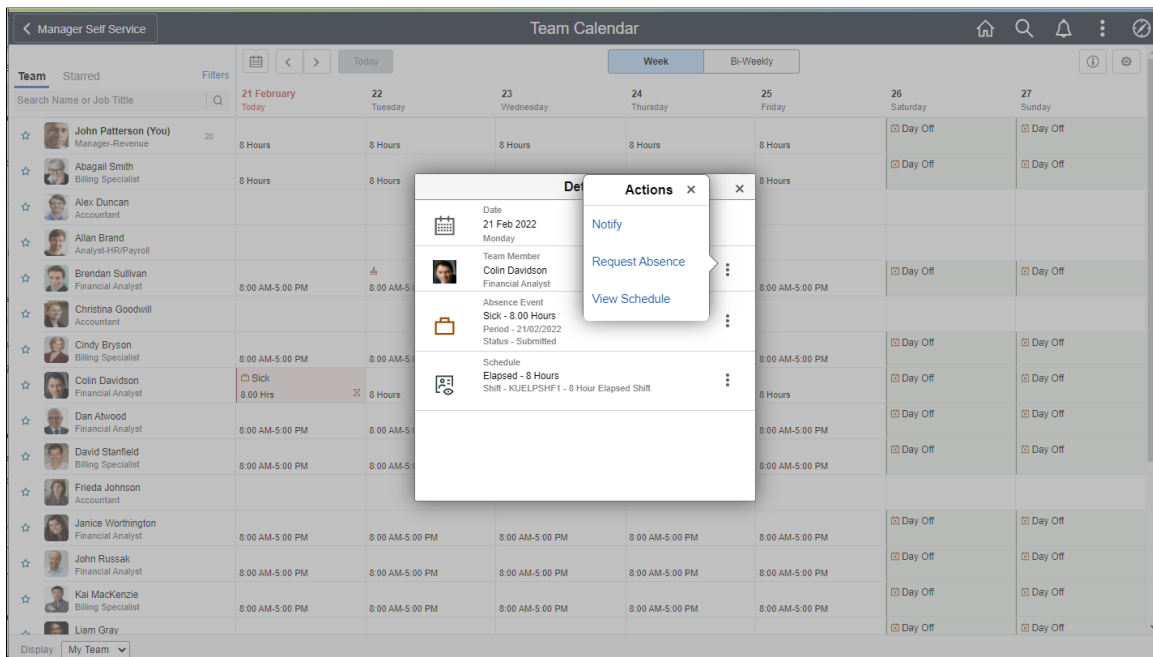 Manager Self Service
Team Calendar
Team
Starred
Filters
Search Name or Job Tittle
Today
Week
Bi-Weekly
21 February
Today
22
Tuesday
23
Wednesday
24
Thursday
25
Friday
26
Saturday
27
Sunday
John Patterson (You)
Manager-Revenue
20
8 Hours
8 Hours
8 Hours
8 Hours
8 Hours
Day Off
Day Off
Abagail Smith
Billing Specialist
8 Hours
8 Hours
8 Hours
Day Off
Day Off
Alex Duncan
Accountant
Allan Brand
Analyst-HR/Payroll
Brendan Sullivan
Financial Analyst
8:00 AM-5:00 PM
8:00 AM-5:
8:00 AM-5:00 PM
Day Off
Day Off
Christina Goodwill
Accountant
Cindy Bryson
Billing Specialist
8:00 AM-5:00 PM
8:00 AM-5:
8:00 AM-5:00 PM
Day Off
Day Off
Colin Davidson
Financial Analyst
Sick
8.00 Hrs
8 Hours
8 Hours
Day Off
Day Off
Dan Atwood
Financial Analyst
8:00 AM-5:00 PM
8:00 AM-5:
8:00 AM-5:00 PM
Day Off
Day Off
David Stanfield
Billing Specialist
8:00 AM-5:00 PM
8:00 AM-5:
8:00 AM-5:00 PM
Day Off
Day Off
Frieda Johnson
Accountant
Janice Worthington
Financial Analyst
8:00 AM-5:00 PM
8:00 AM-5:00 PM
8:00 AM-5:00 PM
8:00 AM-5:00 PM
8:00 AM-5:00 PM
Day Off
Day Off
John Russak
Financial Analyst
8:00 AM-5:00 PM
8:00 AM-5:00 PM
8:00 AM-5:00 PM
8:00 AM-5:00 PM
8:00 AM-5:00 PM
Day Off
Day Off
Kai MacKenzie
Billing Specialist
8:00 AM-5:00 PM
8:00 AM-5:00 PM
8:00 AM-5:00 PM
8:00 AM-5:00 PM
8:00 AM-5:00 PM
Day Off
Day Off
Liam Gray
Day Off
Day Off
Display
My Team
Det
Date
21 Feb 2022
Monday
Team Member
Colin Davidson
Financial Analyst
Absence Event
Sick - 8.00 Hours
Period - 21/02/2022
Status - Submitted
Schedule
Elapsed - 8 Hours
Shift - KUELPSHF1 - 8 Hour Elapsed Shift
Actions
Notify
Request Absence
View Schedule